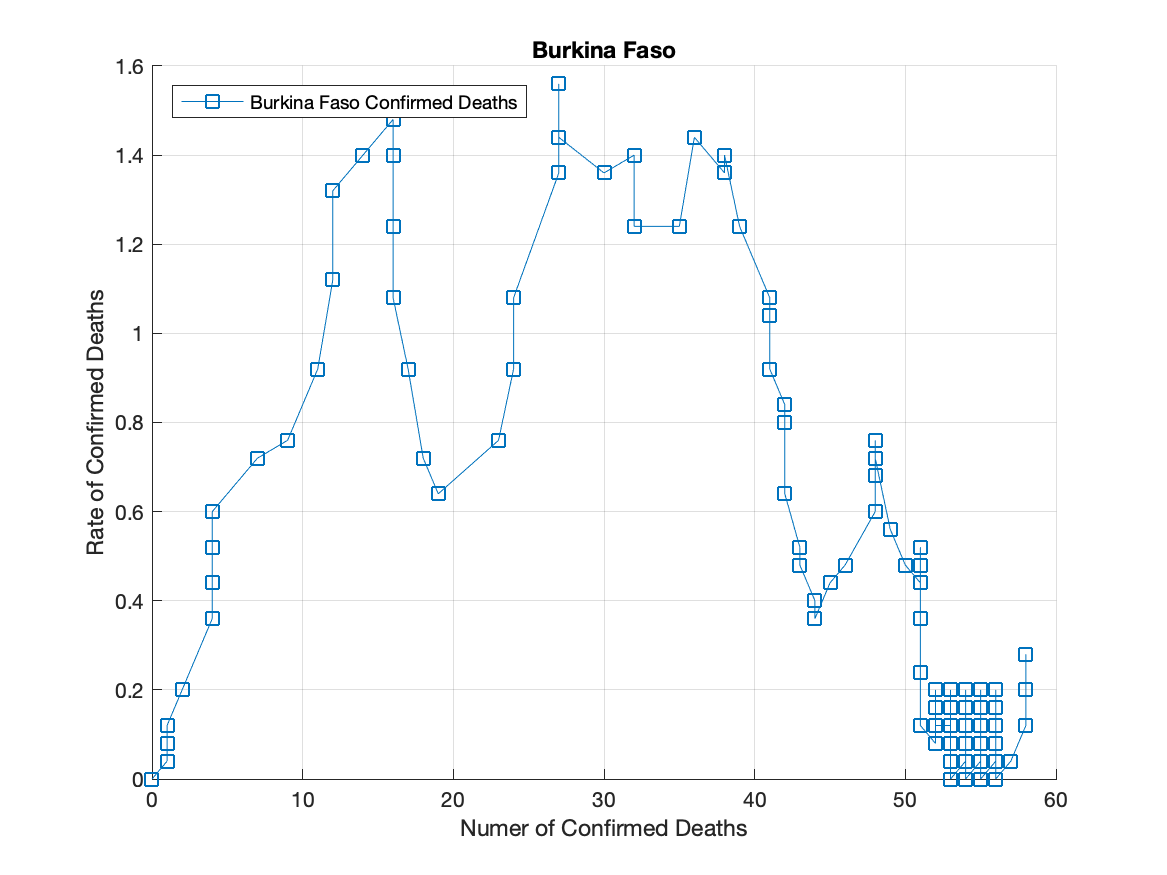 Burkina Faso
1.6
Burkina Faso Confirmed Deaths
1.4
1.2
1
0.8
0.6
0.4
0.2
0
Rate of Confirmed Deaths
0 10 20 30 40 50 60
Numer of Confirmed Deaths